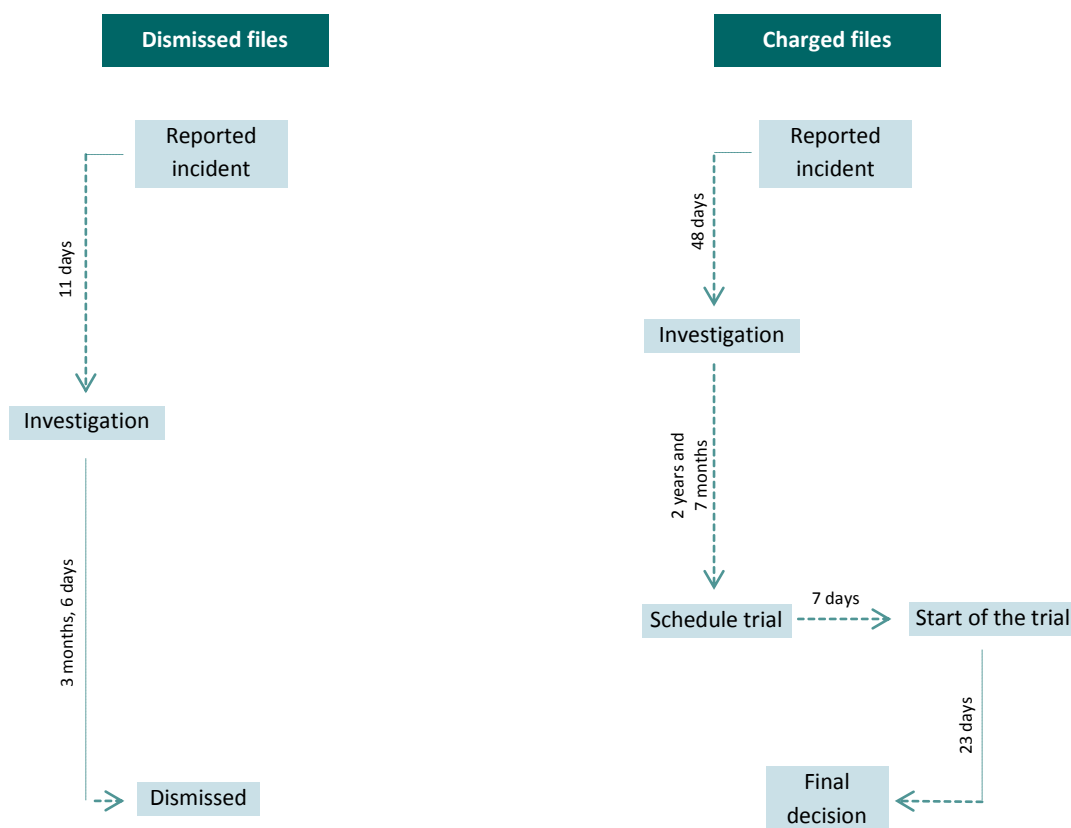 Dismissed files
Charged files
Reported
incident
Reported
incident
11 days
48 days
Investigation
Investigation
3 months, 6 days
2 years and
7 months
Schedule trial
7 days
Start of the trial
23 days
Dismissed
Final
decision